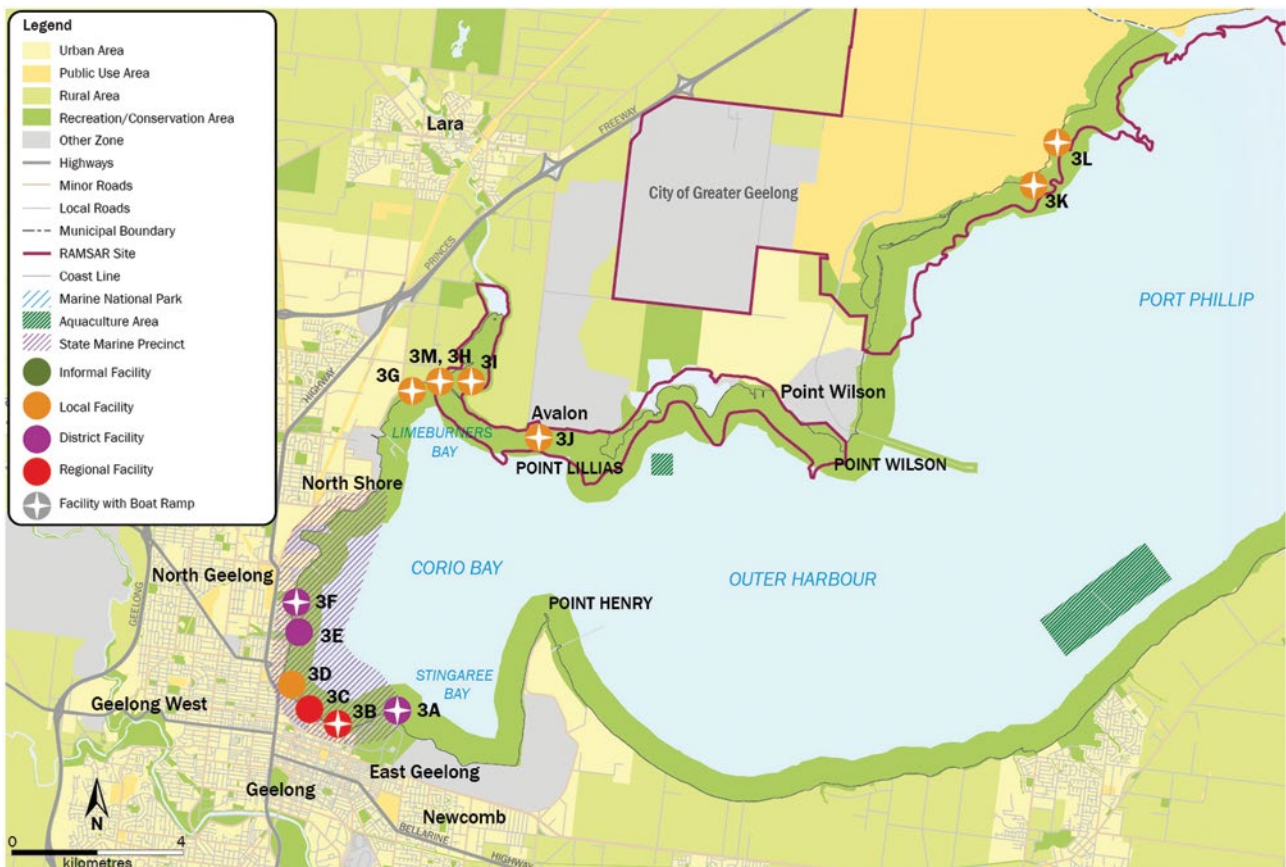 Legend
Urban Area
Public Use Area
Rural Area
Recreation/Conservation Area
Other Zone
Highways
Minor Roads
Local Roads
Municipal Boundary
RAMSAR Site
Coast Line
Marine National Park
Aquaculture Area
State Marine Precinct
Informal Facility
Local Facility
District Facility
Regional Facility
Facility with Boat Ramp
Lara
FREEWAY
PRINCES
HIGHWAY
City of Greater Geelong
3L
3K
PORT PHILLIP
3M, 3H
3I
3G
Avalon
3J
LIMEBURNERS
BAY
POINT LILLIAS
Point Wilson
POINT WILSON
North Shore
CORIO BAY
OUTER HARBOUR
North Geelong
GEELONG
3F
3E
3D
3C
3B
3A
POINT HENRY
STINGAREE
BAY
Geelong West
East Geelong
Geelong
Newcomb
BELLARINE
HIGHWAY
N
0
4
kilometres